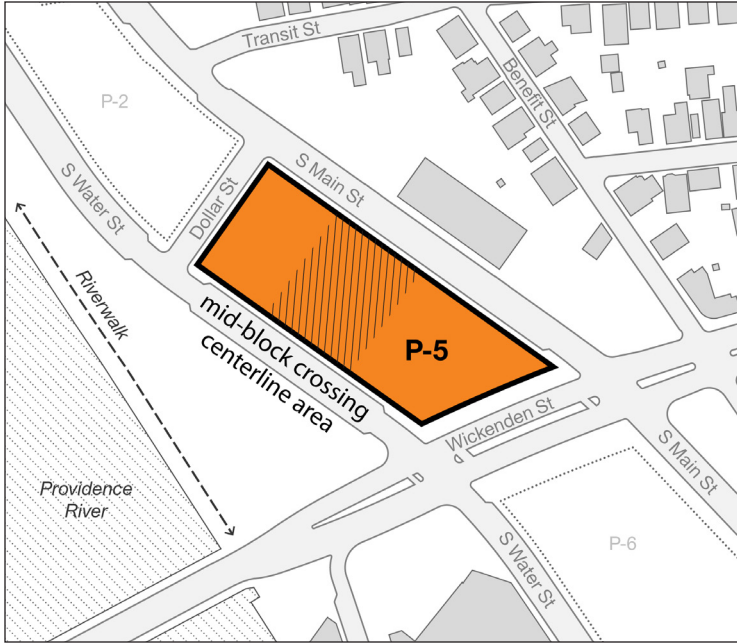 Transit St
P-2
Benefit St
S Main St
S Water St
Dollar St
Riverwalk
mid-block crossing
centerline area
P-5
Wickenden St
S Main St
Providence
River
S Water St
P-6